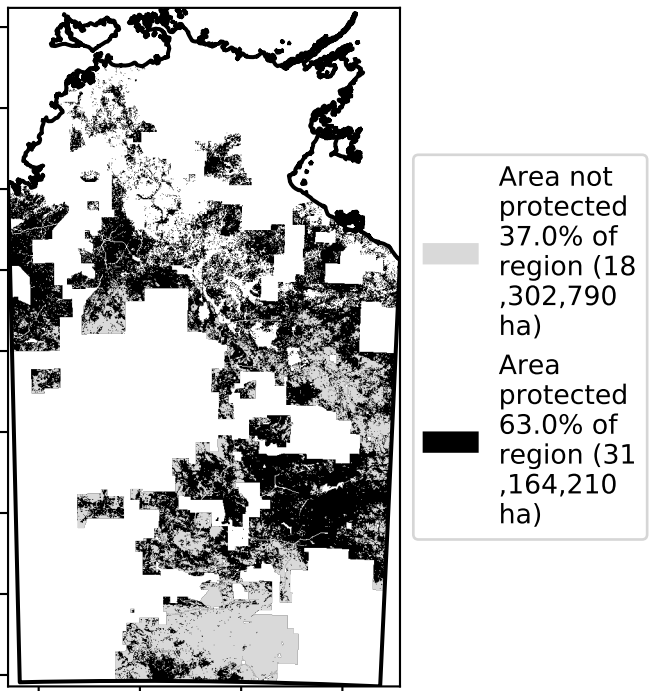 Area not
protected
37.0% of
region (18
,302,790
ha)
Area
protected
63.0% of
region (31
,164,210
ha)